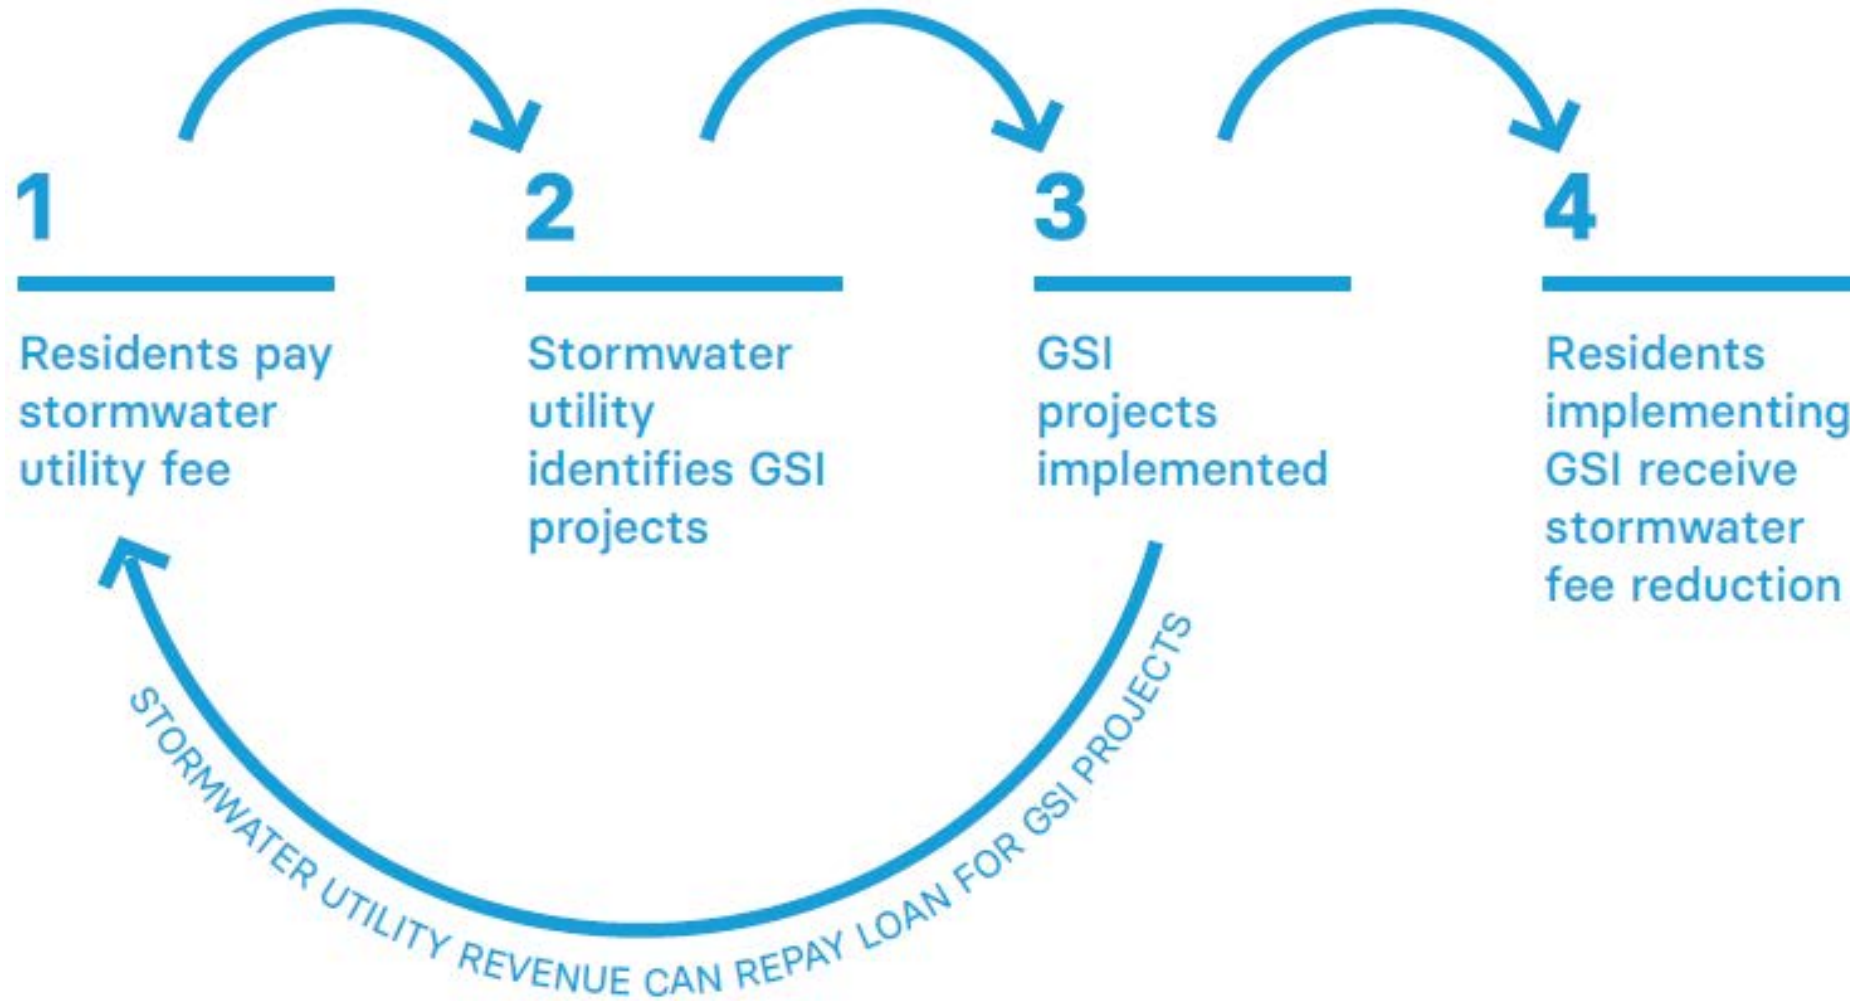 1
Residents pay
stormwater
utility fee
2
Stormwater
utility
identifies GSI
projects
3
GSI
projects
implemented
4
Residents
implementing
GSI receive
stormwater
fee reduction
STORMWATER UTILITY REVENUE CAN REPAY LOAN FOR GSI PROJECTS